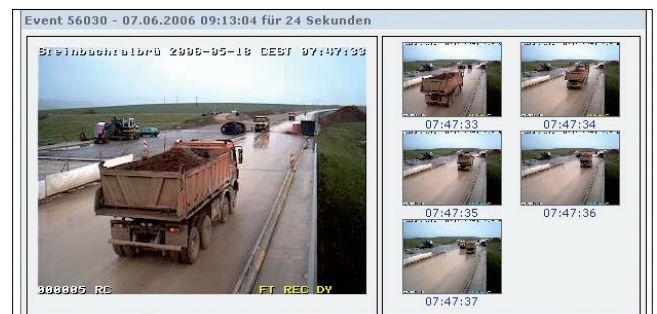 Event 56030 - 07.06.2006 09:13:04 für 24 Sekunden
Steinbachtalbrü 2006-05-18 CEST 07:47:33
000005 RC FT REC DY
07:47:33 07:47:34
07:47:35 07:47:36
07:47:37